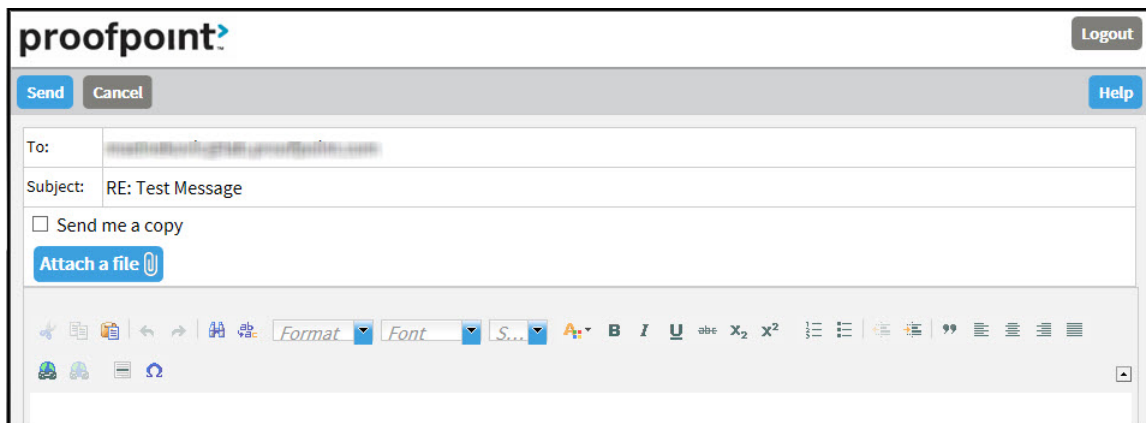 proofpoint
Logout
Send Cancel Help
To:
Subject: RE: Test Message
Send me a copy
Attach a file
Format Font S...